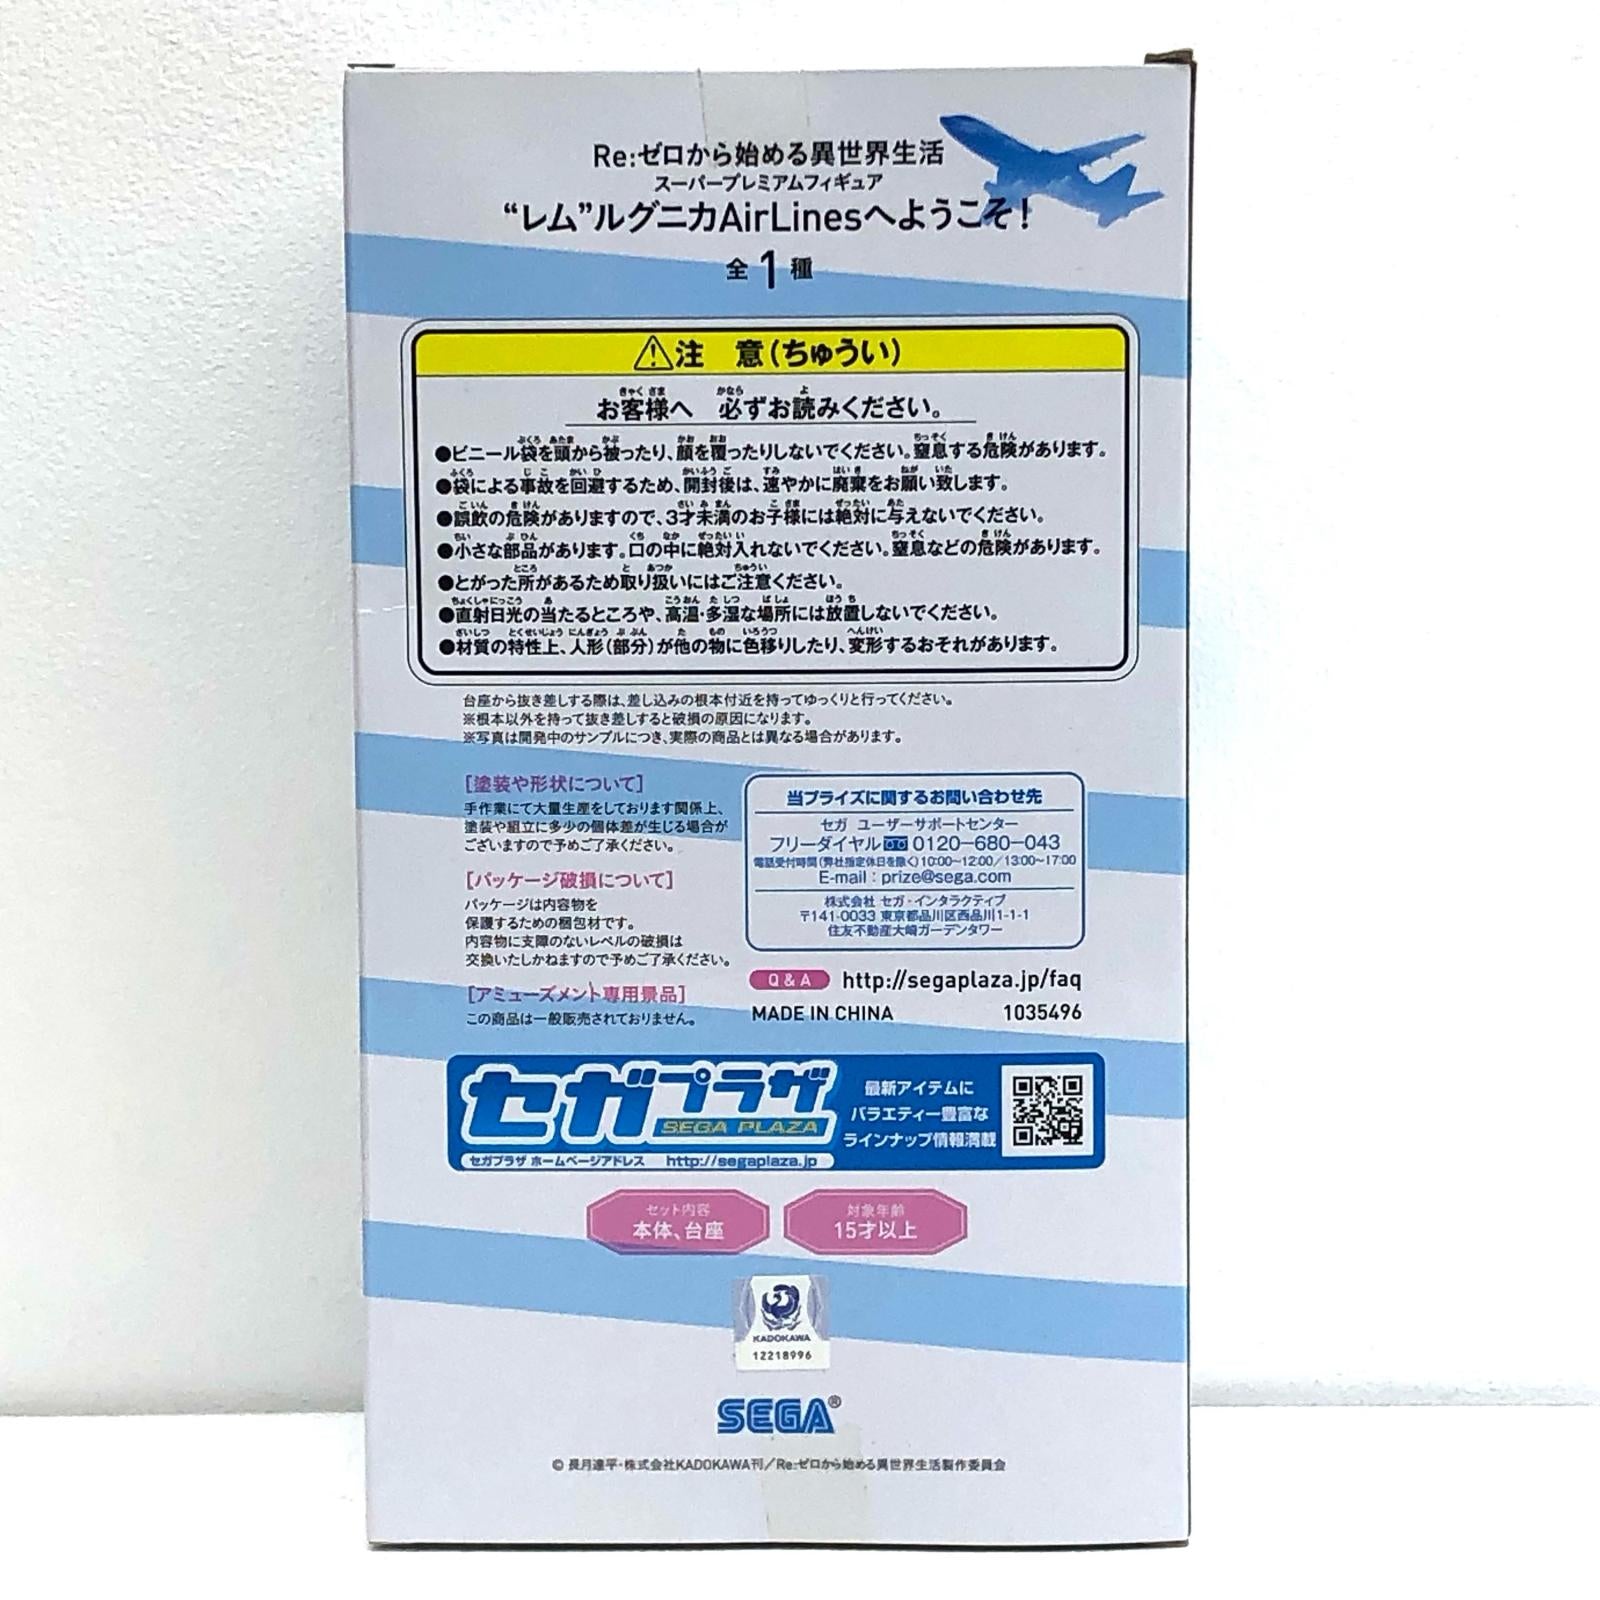 Re:ゼロから始める異世界生活
スーパープレミアムフィギュア
“レム”ルグニカAirLinesへようこそ!
全1種
注 意(ちゅうい)
お客様へ 必ずお読みください。
●ビニール袋を頭から被ったり、顔を覆ったりしないでください。窒息する危険があります。
●袋による事故を回避するため、開封後は、速やかに廃棄をお願い致します。
●誤飲の危険がありますので、3才未満のお子様には絶対に与えないでください。
●小さな部品があります。口の中に絶対入れないでください。窒息などの危険があります。
●とがった所があるため取り扱いにはご注意ください。
●直射日光の当たるところや、高温・多湿な場所には放置しないでください。
●材質の特性上、人形(部分)が他の物に色移りしたり、変形するおそれがあります。
台座から抜き差しする際は、差し込みの根本付近を持ってゆっくりと行ってください。
※根本以外を持って抜き差しすると破損の原因になります。
※写真は開発中のサンプルにつき、実際の商品とは異なる場合があります。
[塗装や形状について]
手作業にて大量生産をしております関係上、
塗装や組立に多少の個体差が生じる場合が
ございますので予めご了承ください。
[パッケージ破損について]
パッケージは内容物を
保護するための梱包材です。
内容物に支障のないレベルの破損は
交換いたしかねますので予めご了承ください。
[アミューズメント専用景品]
この商品は一般販売されておりません。
当プライズに関するお問い合わせ先
セガ ユーザーサポートセンター
フリーダイヤル 0120-680-043
電話受付時間(弊社指定休日を除く)10:00~12:00/13:00~17:00
E-mail : prize@sega.com
株式会社 セガ・インタラクティブ
〒141-0033 東京都品川区西品川1-1-1
住友不動産大崎ガーデンタワー
Q&A http://segaplaza.jp/faq
MADE IN CHINA 1035496
セガプラザ
SEGA PLAZA
セガプラザ ホームページアドレス http://segaplaza.jp
最新アイテムに
バラエティー豊富な
ラインナップ情報満載
セット内容
本体、台座
対象年齢
15才以上
KADOKAWA
12218996
SEGA®
© 長月達平・株式会社KADOKAWA刊/Re:ゼロから始める異世界生活製作委員会